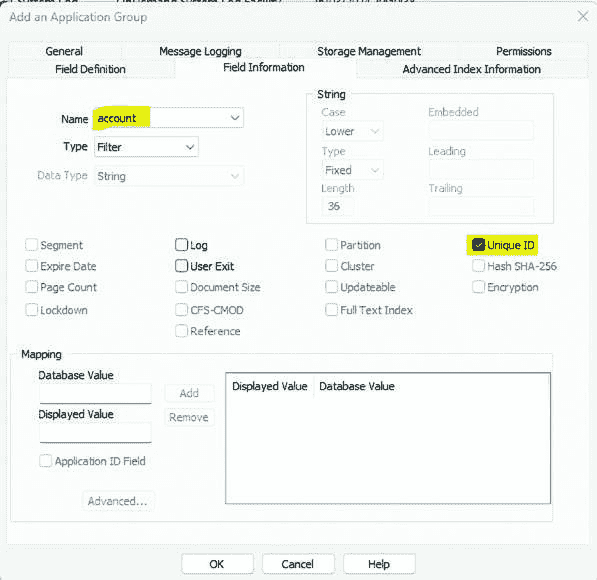 Add an Application Group
General Message Logging Storage Management Permissions
Field Definition Field Information Advanced Index Information
Name account
Type Filter
Data Type String
String
Case Embedded
Lower
Type Leading
Fixed
Length Trailing
36
Segment Log Partition Unique ID
Expire Date User Exit Cluster Hash SHA-256
Page Count Document Size Updateable Encryption
Lockdown CFS-CMOD Full Text Index
Reference
Mapping
Database Value
Add
Displayed Value
Remove
Application ID Field
Advanced...
Displayed Value Database Value
OK Cancel Help